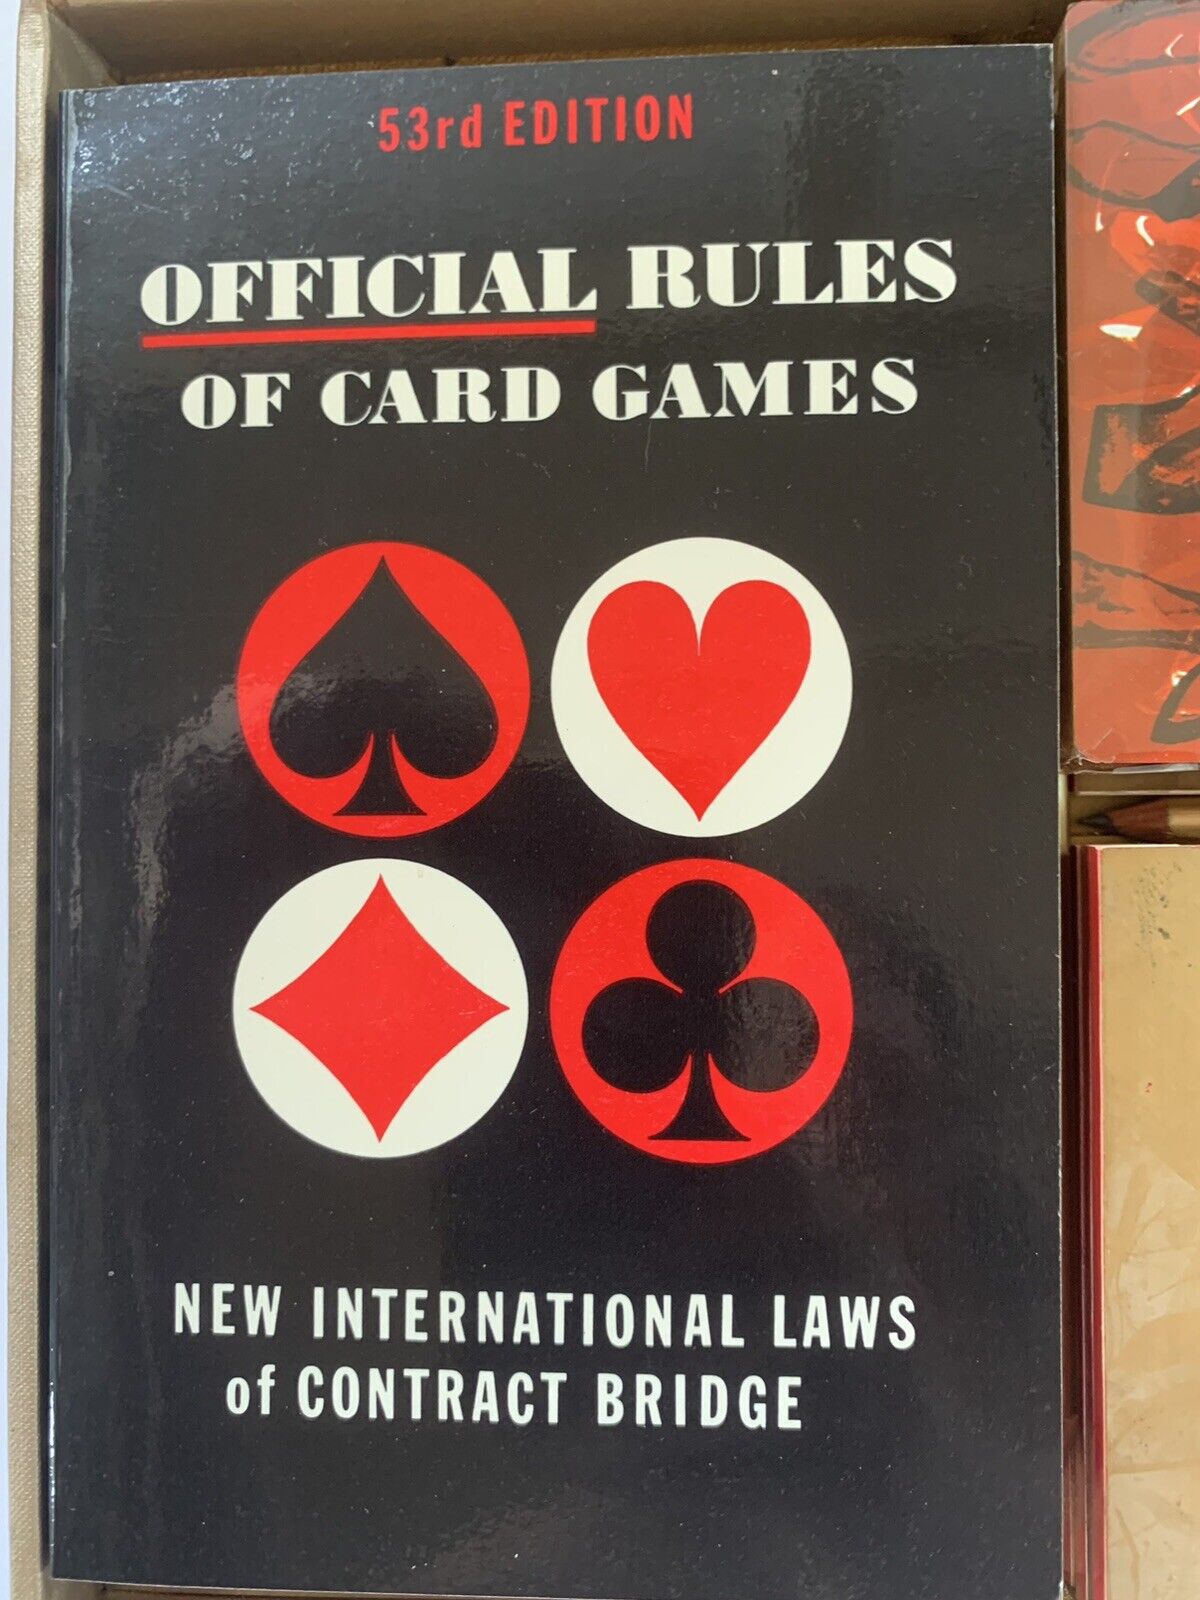 53rd EDITION
OFFICIAL RULES
OF CARD GAMES
NEW INTERNATIONAL LAWS
of CONTRACT BRIDGE